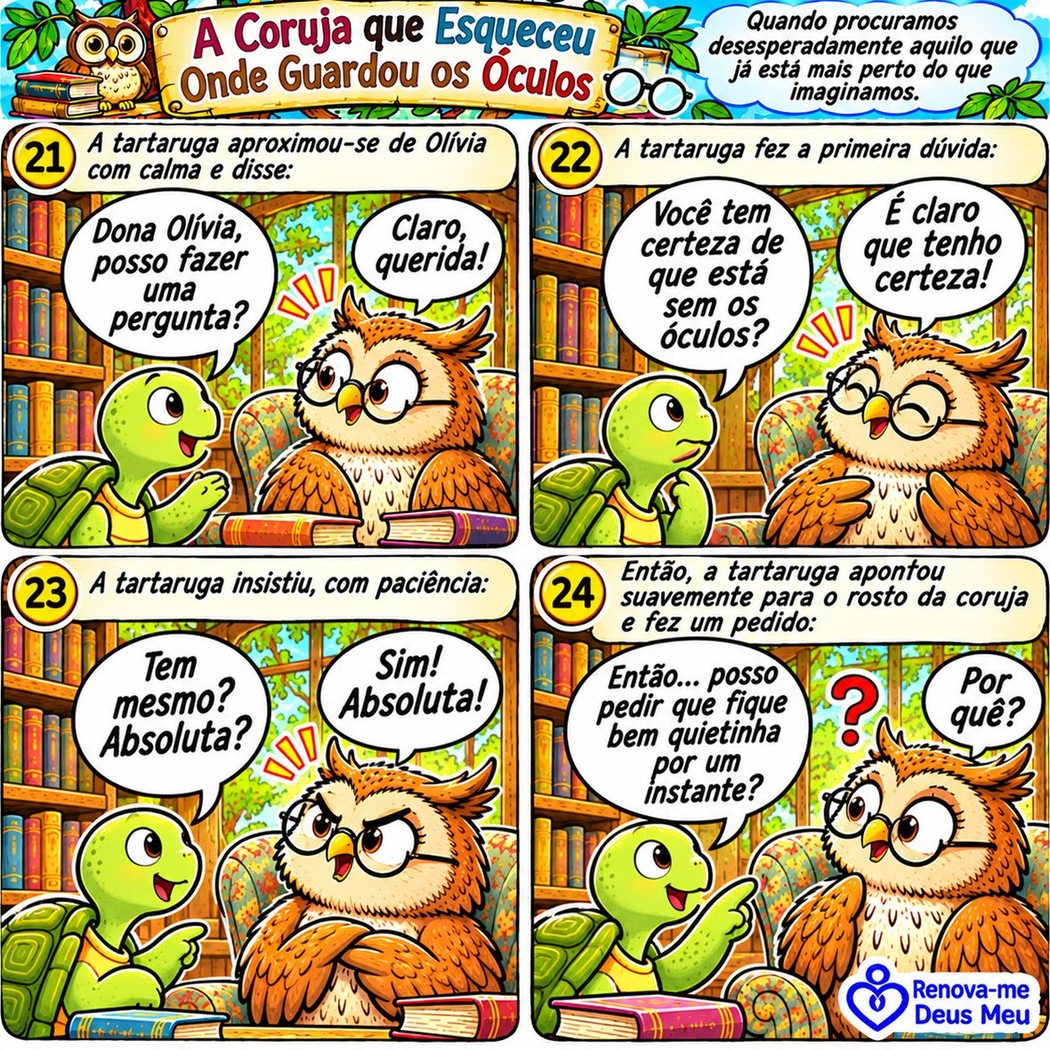 A Coruja que Esqueceu
Onde Guardou os Óculos
Quando procuramos
desesperadamente aquilo que
já está mais perto do que
imaginamos.
21
A tartaruga aproximou-se de Olívia
com calma e disse:
Dona Olívia,
posso fazer
uma
pergunta?
Claro,
querida!
22
A tartaruga fez a primeira dúvida:
Você tem
certeza de
que está
sem os
óculos?
É claro
que tenho
certeza!
23
A tartaruga insistiu, com paciência:
Tem
mesmo?
Absoluta?
Sim!
Absoluta!
24
Então, a tartaruga apontou
suavemente para o rosto da coruja
e fez um pedido:
Então... posso
pedir que fique
bem quietinha
por um
instante?
?
Por
quê?
Renova-me
Deus Meu